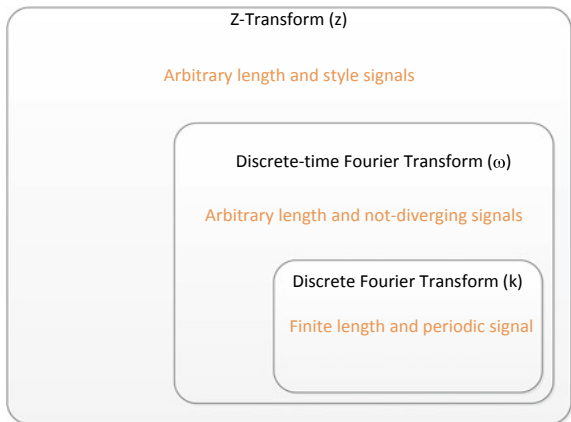 Z-Transform (z)
Arbitrary length and style signals
Discrete-time Fourier Transform (ω)
Arbitrary length and not-diverging signals
Discrete Fourier Transform (k)
Finite length and periodic signal